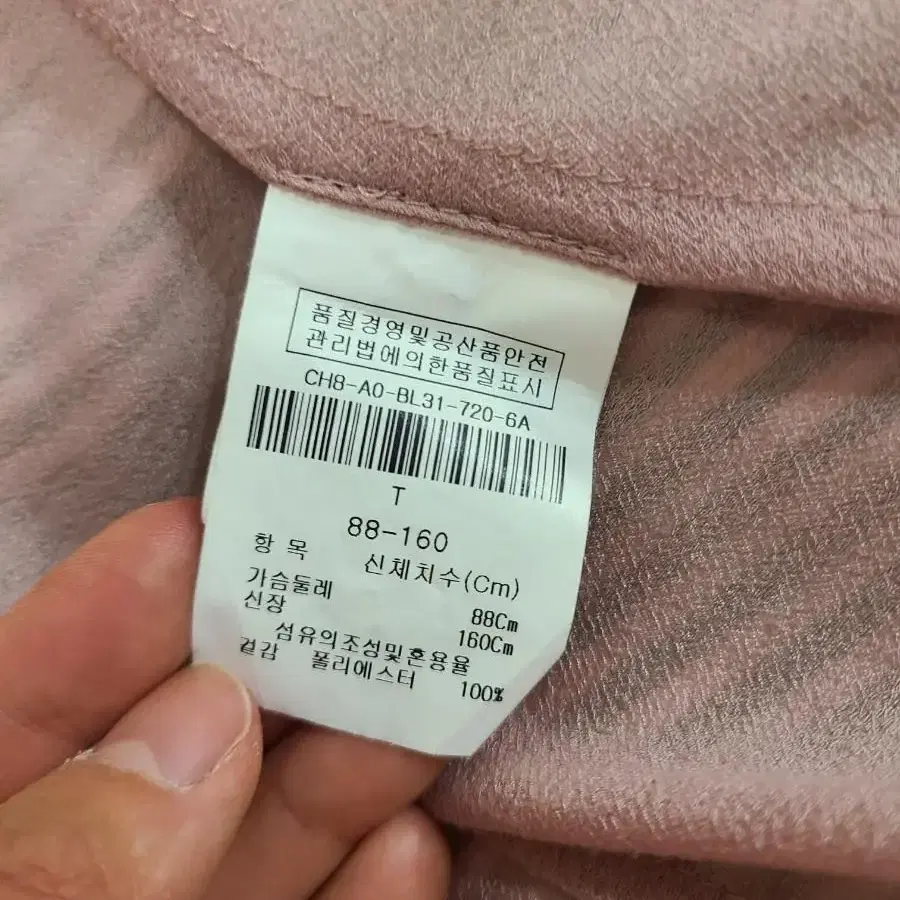 품질경영및공산품안전
관리법에의한품질표시
CH8-A0-BL31-720-6A
T
88-160
항 목 신체치수(Cm)
가슴둘레 88Cm
신장 160Cm
섬유의조성및혼용율
겉감 폴리에스터 100%